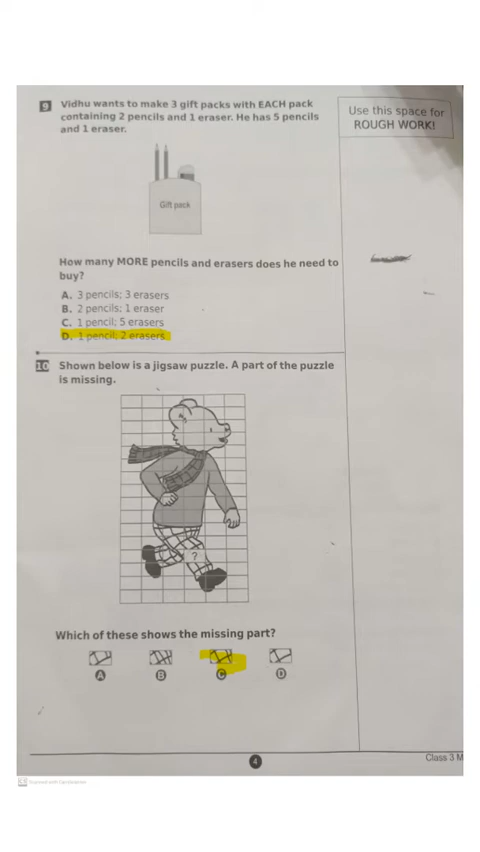 9 Vidhu wants to make 3 gift packs with EACH pack
containing 2 pencils and 1 eraser. He has 5 pencils
and 1 eraser.
Use this space for
ROUGH WORK!
Gift pack
How many MORE pencils and erasers does he need to
buy?
A. 3 pencils; 3 erasers
B. 2 pencils; 1 eraser
C. 1 pencil; 5 erasers
D. 1 pencil; 2 erasers
10 Shown below is a jigsaw puzzle. A part of the puzzle
is missing.
?
Which of these shows the missing part?
A B C D
4
Class 3 M
CS Scanned with CamScanner